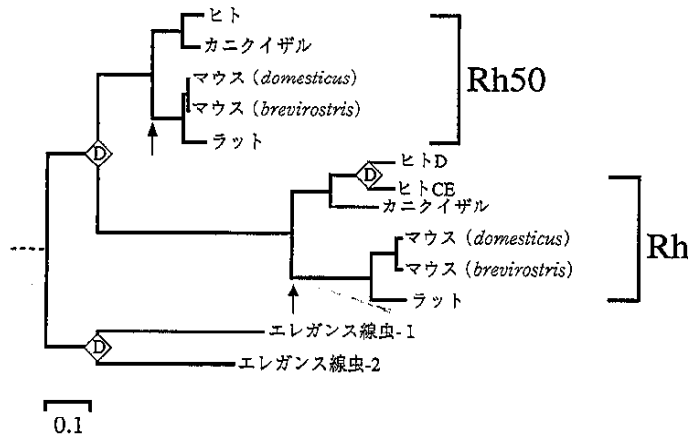 ヒト
カニクイザル
マウス (domesticus)
マウス (brevirostris)
ラット
Rh50
D
ヒトD
D
ヒトCE
カニクイザル
マウス (domesticus)
マウス (brevirostris)
ラット
Rh
エレガンス線虫-1
D
エレガンス線虫-2
0.1